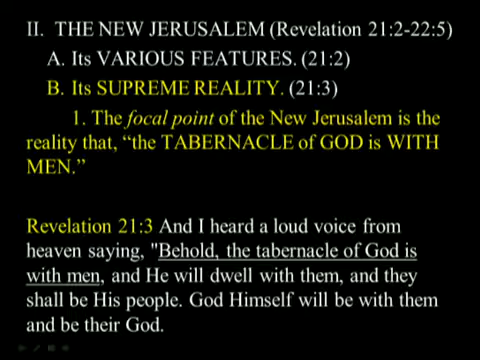 II. THE NEW JERUSALEM (Revelation 21:2-22:5)
A. Its VARIOUS FEATURES. (21:2)
B. Its SUPREME REALITY. (21:3)
1. The focal point of the New Jerusalem is the
reality that, “the TABERNACLE of GOD is WITH
MEN.”
Revelation 21:3 And I heard a loud voice from
heaven saying, "Behold, the tabernacle of God is
with men, and He will dwell with them, and they
shall be His people. God Himself will be with them
and be their God.